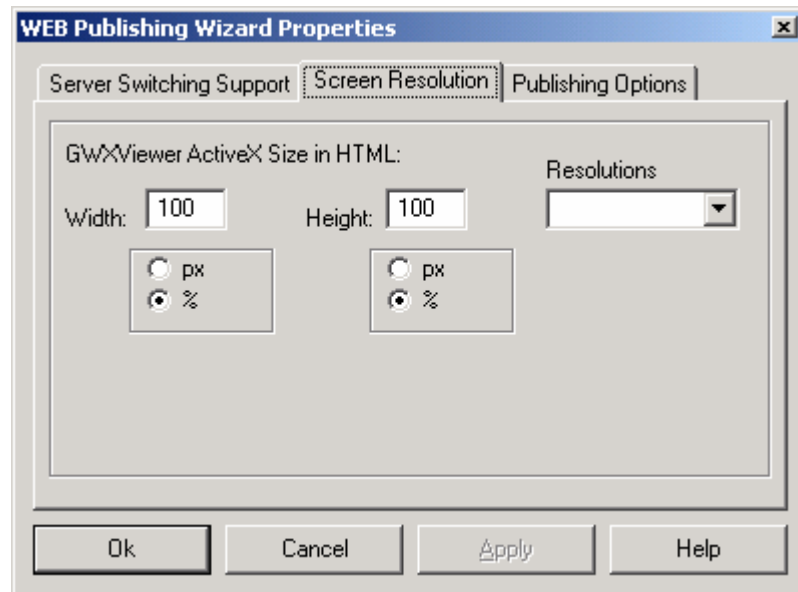 WEB Publishing Wizard Properties
Server Switching Support Screen Resolution Publishing Options
GWXViewer ActiveX Size in HTML:
Resolutions
Width: 100 Height: 100
px px
% %
Ok Cancel Apply Help